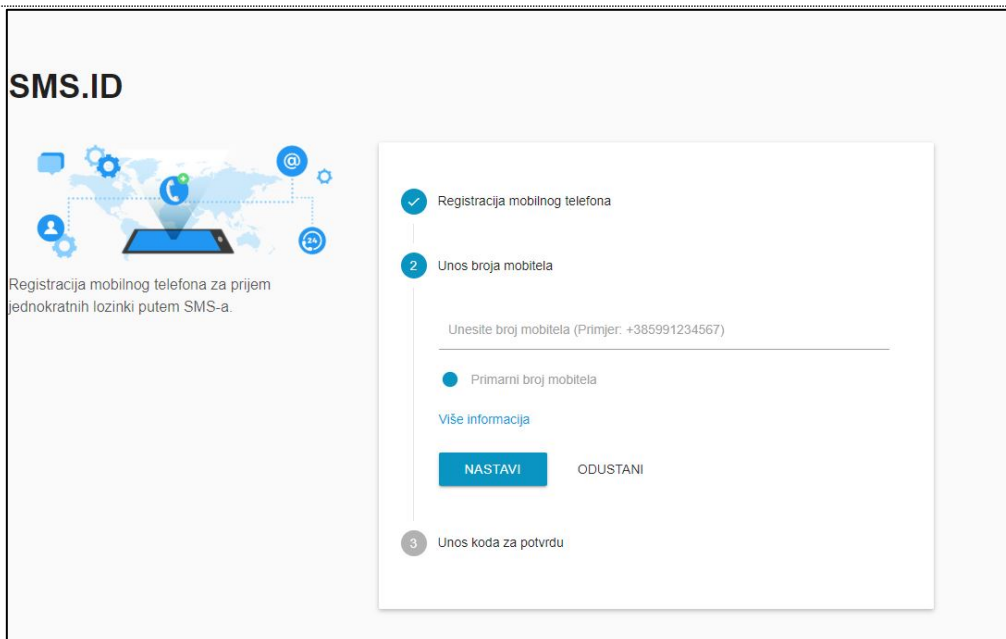 SMS.ID
@
24
Registracija mobilnog telefona za prijem
jednokratnih lozinki putem SMS-a.
Registracija mobilnog telefona
2
Unos broja mobitela
Unesite broj mobitela (Primjer: +385991234567)
Primarni broj mobitela
Više informacija
NASTAVI
ODUSTANI
3
Unos koda za potvrdu